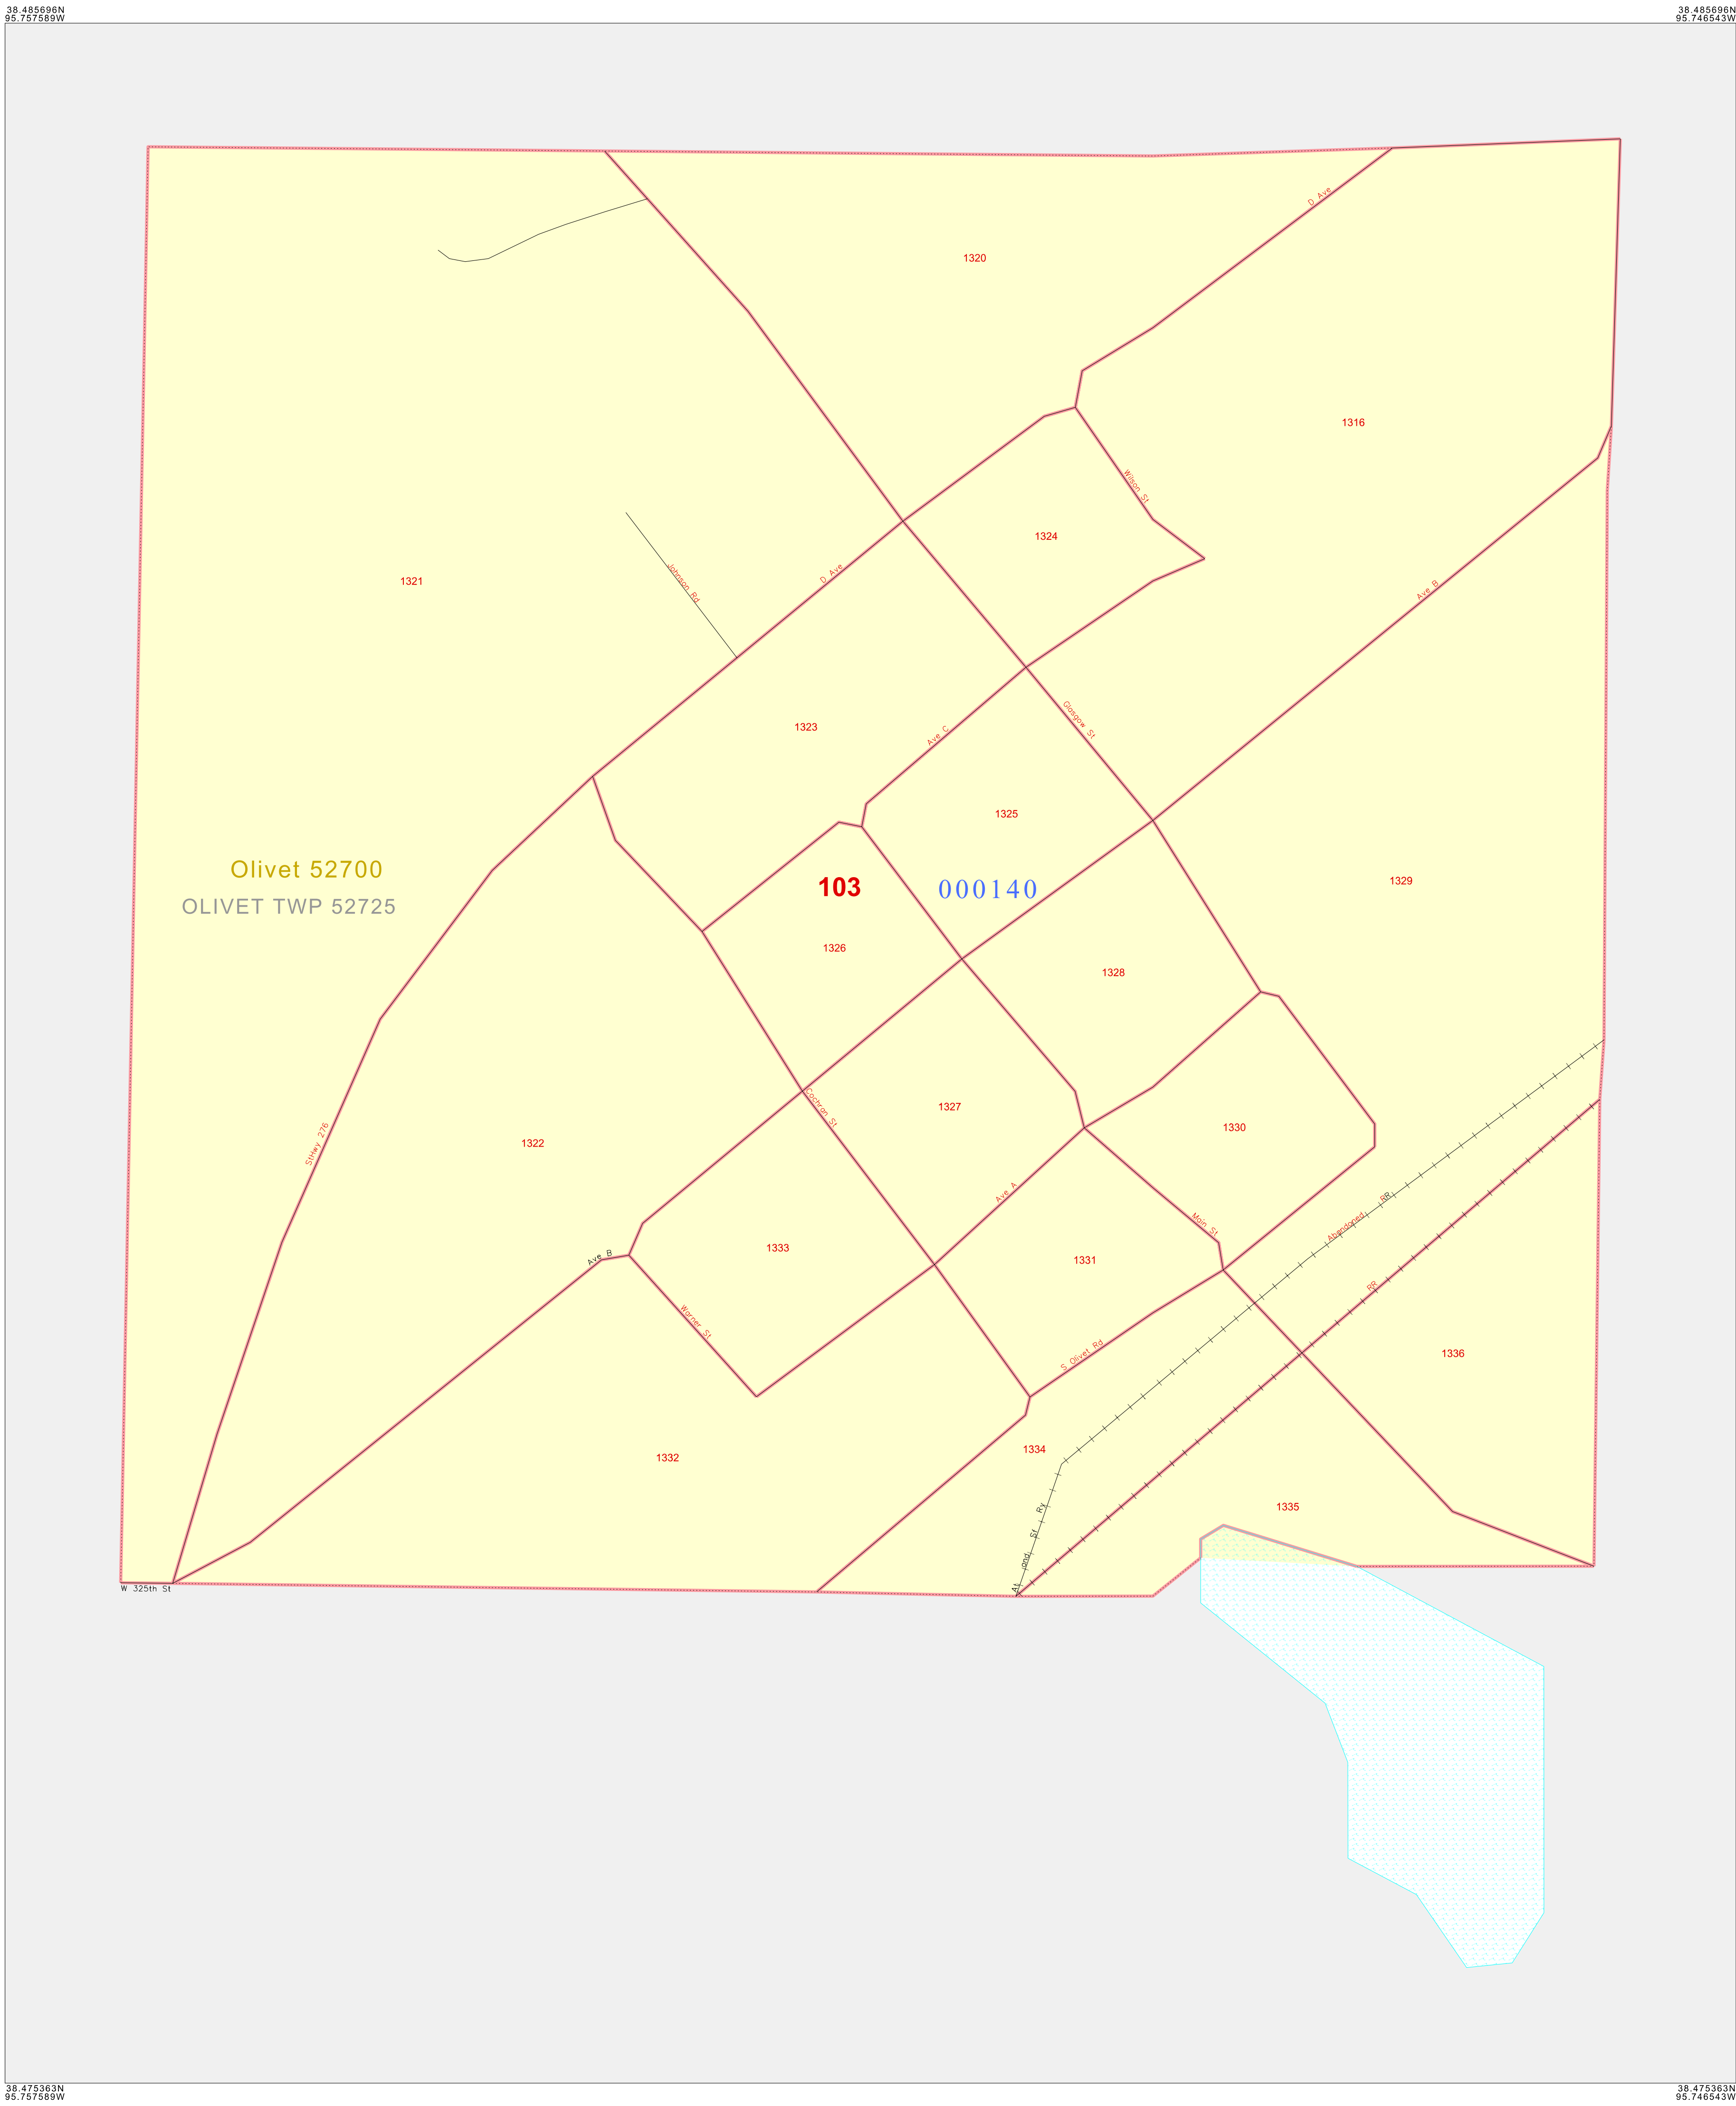 38.485696N
95.757589W
38.485696N
95.746543W
D Ave
1320
1316
Wilson St
1324
Johnson Rd
D Ave
1321
Ave B
Glasgow St
1323
Ave C
1325
Olivet 52700
103
000140
1329
OLIVET TWP 52725
1326
1328
Cochran St
1327
1330
StHwy 276
1322
Ave A
RR
Main St
Abandoned
1333
Ave B
1331
RR
Warner St
S Olivet Rd
1336
1334
1332
1335
At and Sf Ry
W 325th St
38.475363N
95.757589W
38.475363N
95.746543W